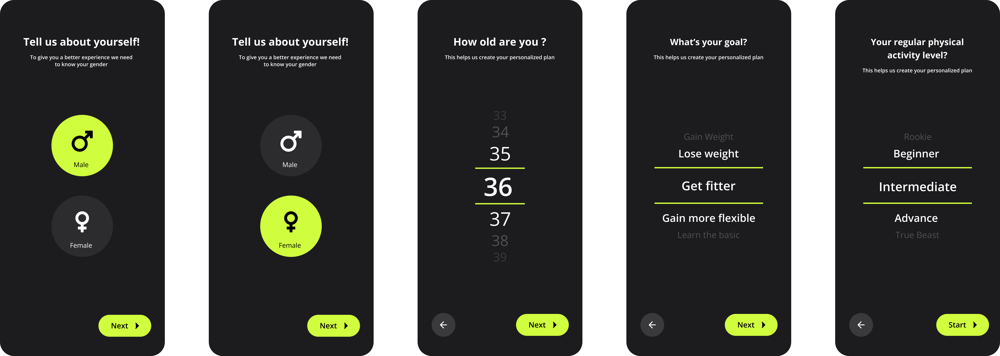 Tell us about yourself!
To give you a better experience we need
to know your gender
Male
Female
Next
Tell us about yourself!
To give you a better experience we need
to know your gender
Male
Female
Next
How old are you ?
This helps us create your personalized plan
33
34
35
36
37
38
39
Next
What’s your goal?
This helps us create your personalized plan
Gain Weight
Lose weight
Get fitter
Gain more flexible
Learn the basic
Next
Your regular physical
activity level?
This helps us create your personalized plan
Rookie
Beginner
Intermediate
Advance
True Beast
Start